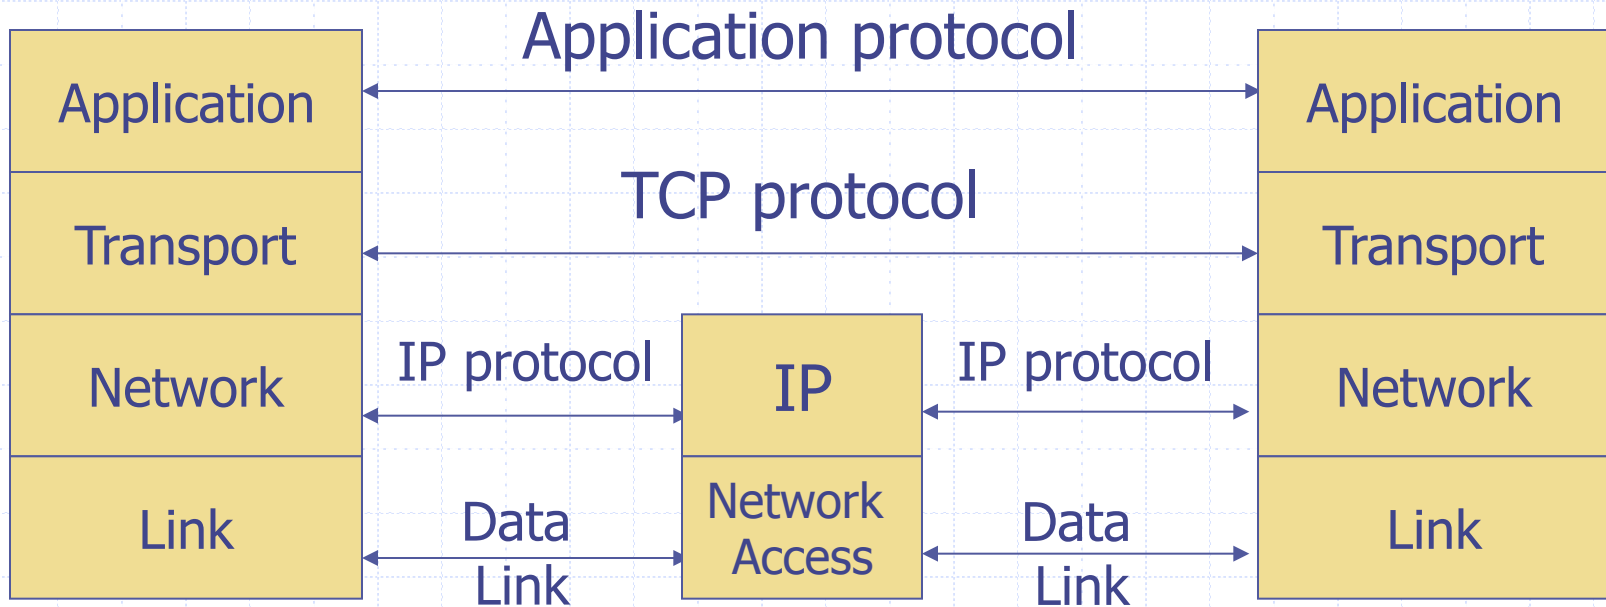 Application protocol
Application
Application
TCP protocol
Transport
Transport
IP protocol
IP
IP protocol
Network
Network
Link
Data
Link
Network
Access
Data
Link
Link